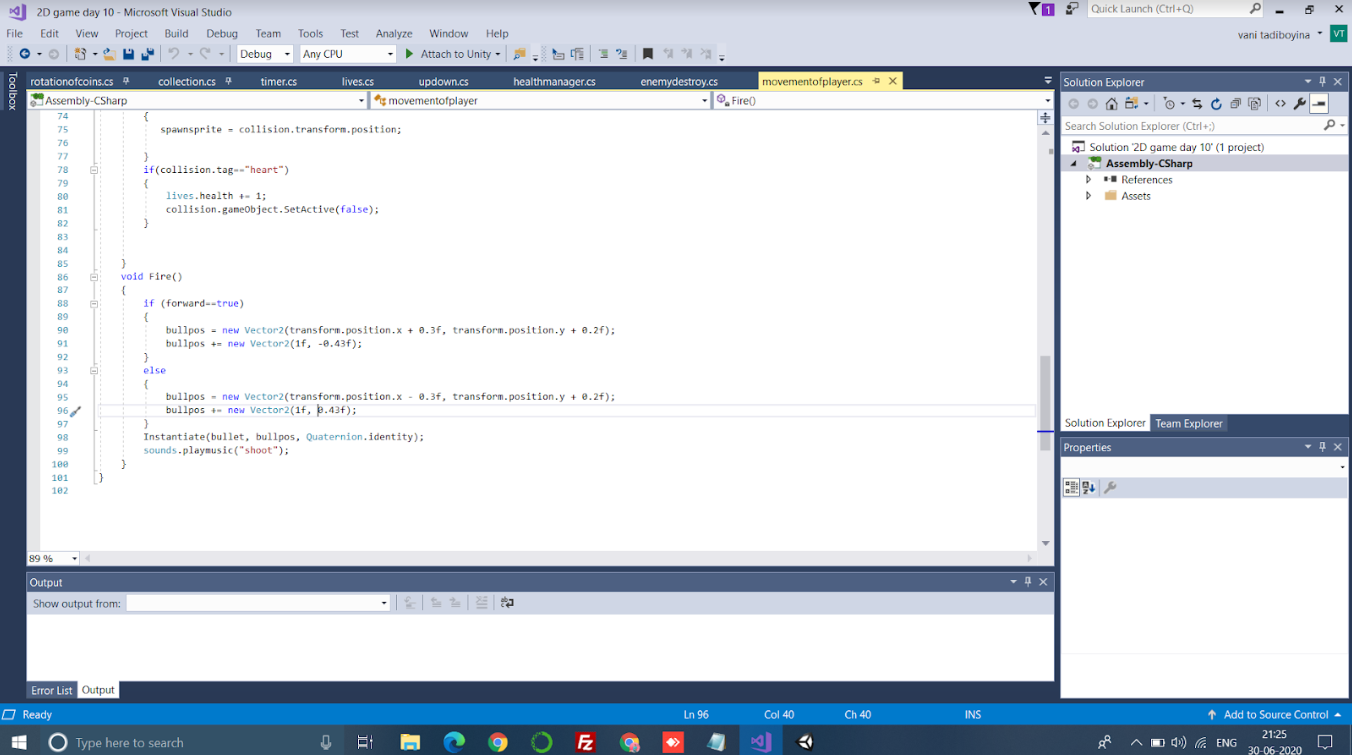 2D game day 10 - Microsoft Visual Studio
1
Quick Launch (Ctrl+Q)
File Edit View Project Build Debug Team Tools Test Analyze Window Help
vani tadiboyina VT
Debug Any CPU Attach to Unity
Toolbox
rotationofcoins.cs collection.cs timer.cs lives.cs updown.cs healthmanager.cs enemydestroy.cs movementofplayer.cs
Assembly-CSharp movementofplayer Fire()
74 {
75 spawnsprite = collision.transform.position;
76
77 }
78 if(collision.tag=="heart")
79 {
80 lives.health += 1;
81 collision.gameObject.SetActive(false);
82 }
83
84
85 }
86 void Fire()
87 {
88 if (forward==true)
89 {
90 bullpos = new Vector2(transform.position.x + 0.3f, transform.position.y + 0.2f);
91 bullpos += new Vector2(1f, -0.43f);
92 }
93 else
94 {
95 bullpos = new Vector2(transform.position.x - 0.3f, transform.position.y + 0.2f);
96 bullpos += new Vector2(1f, 0.43f);
97 }
98 Instantiate(bullet, bullpos, Quaternion.identity);
99 sounds.playmusic("shoot");
100 }
101 }
102
89 %
Output
Show output from:
Error List Output
Solution Explorer
Search Solution Explorer (Ctrl+;)
Solution '2D game day 10' (1 project)
Assembly-CSharp
References
Assets
Solution Explorer Team Explorer
Properties
Ready Ln 96 Col 40 Ch 40 INS Add to Source Control
Type here to search
ENG
21:25
30-06-2020